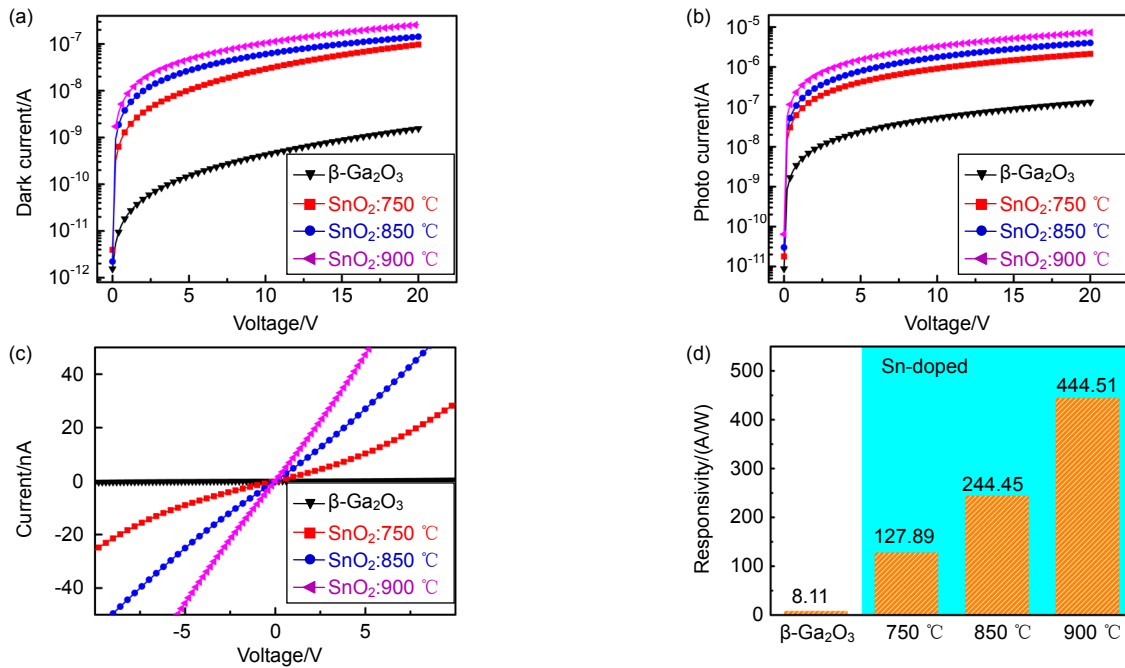 (a)
Dark current/A
10⁻⁷
10⁻⁸
10⁻⁹
10⁻¹⁰
10⁻¹¹
10⁻¹²
β-Ga₂O₃
SnO₂:750 ℃
SnO₂:850 ℃
SnO₂:900 ℃
0 5 10 15 20
Voltage/V
(b)
Photo current/A
10⁻⁵
10⁻⁶
10⁻⁷
10⁻⁸
10⁻⁹
10⁻¹⁰
10⁻¹¹
β-Ga₂O₃
SnO₂:750 ℃
SnO₂:850 ℃
SnO₂:900 ℃
0 5 10 15 20
Voltage/V
(c)
Current/nA
40
20
0
-20
-40
β-Ga₂O₃
SnO₂:750 ℃
SnO₂:850 ℃
SnO₂:900 ℃
-5 0 5
Voltage/V
(d)
Responsivity/(A/W)
500
400
300
200
100
0
Sn-doped
8.11
127.89
244.45
444.51
β-Ga₂O₃ 750 ℃ 850 ℃ 900 ℃